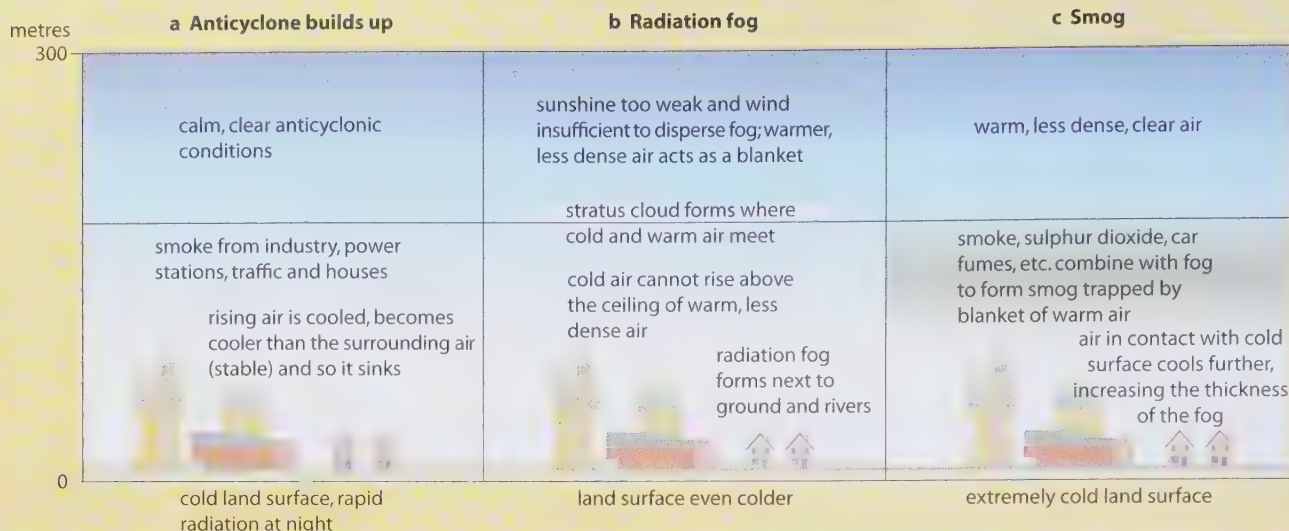 metres
300
0
a Anticyclone builds up
calm, clear anticyclonic
conditions
smoke from industry, power
stations, traffic and houses
rising air is cooled, becomes
cooler than the surrounding air
(stable) and so it sinks
cold land surface, rapid
radiation at night
b Radiation fog
sunshine too weak and wind
insufficient to disperse fog; warmer,
less dense air acts as a blanket
stratus cloud forms where
cold and warm air meet
cold air cannot rise above
the ceiling of warm, less
dense air
radiation fog
forms next to
ground and rivers
land surface even colder
c Smog
warm, less dense, clear air
smoke, sulphur dioxide, car
fumes, etc. combine with fog
to form smog trapped by
blanket of warm air
air in contact with cold
surface cools further,
increasing the thickness
of the fog
extremely cold land surface